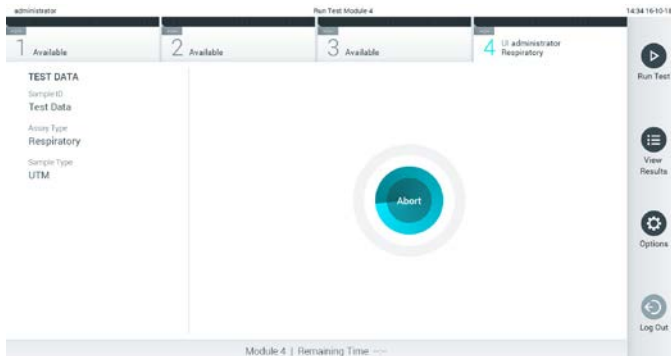 administrator
Run Test Module 4
14:34 16-10-18
1 Available
2 Available
3 Available
4 UI administrator
Respiratory
TEST DATA
Sample ID
Test Data
Assay Type
Respiratory
Sample Type
UTM
Abort
Run Test
View
Results
Options
Log Out
Module 4 | Remaining Time --:--